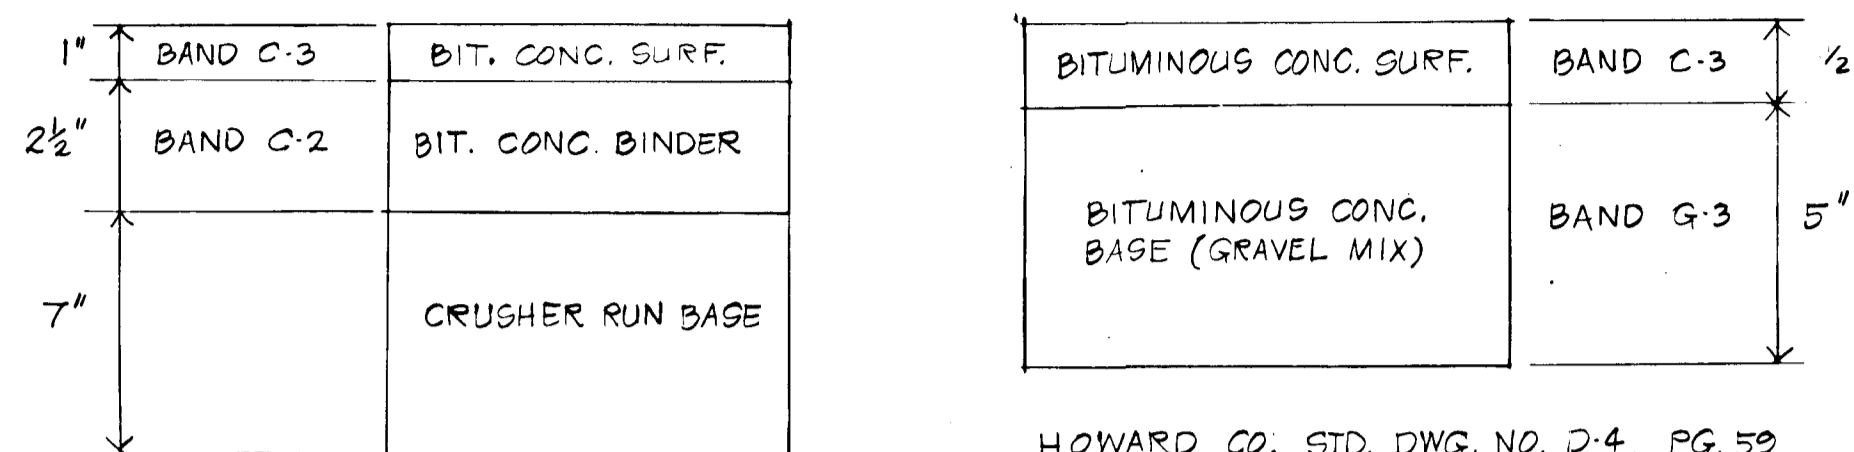 1" BAND C-3 BIT. CONC. SURF.
2½" BAND C-2 BIT. CONC. BINDER
7" CRUSHER RUN BASE
BITUMINOUS CONC. SURF. BAND C-3 ½
BITUMINOUS CONC.
BASE (GRAVEL MIX)
BAND G-3 5"
HOWARD CO. STD. DWG. NO. D-4 PG. 59